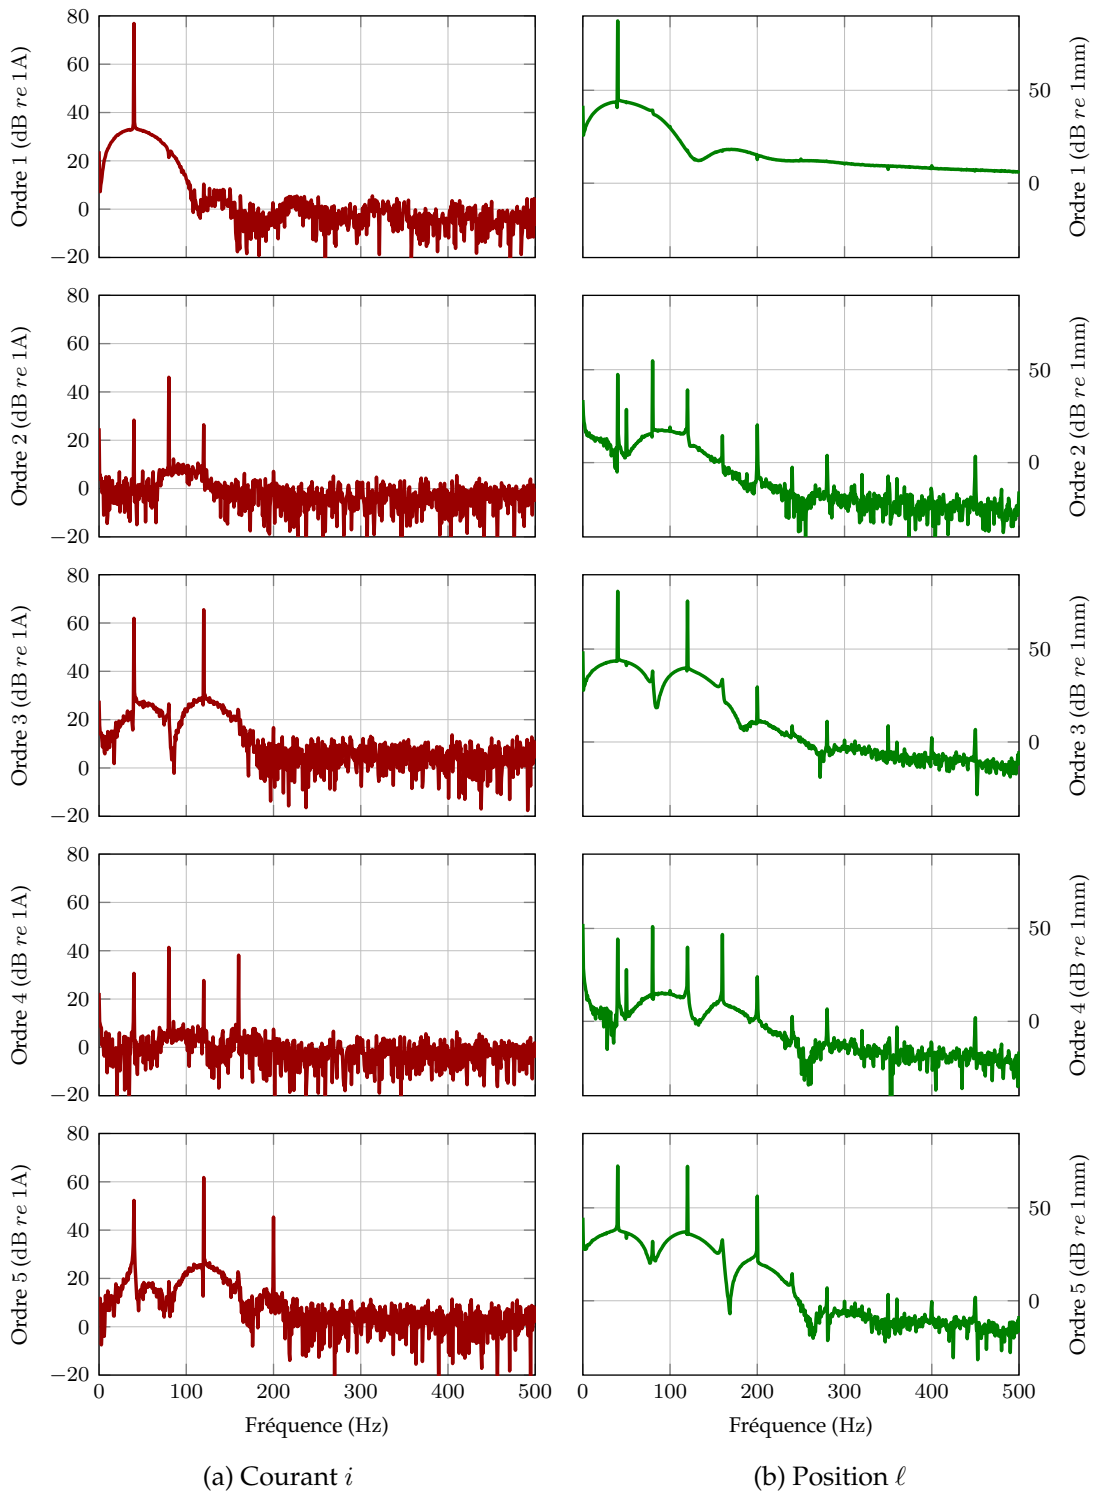 80
60
40
20
0
−20
Ordre 1 (dB re 1A)
50
0
Ordre 1 (dB re 1mm)
80
60
40
20
0
−20
Ordre 2 (dB re 1A)
50
0
Ordre 2 (dB re 1mm)
80
60
40
20
0
−20
Ordre 3 (dB re 1A)
50
0
Ordre 3 (dB re 1mm)
80
60
40
20
0
−20
Ordre 4 (dB re 1A)
50
0
Ordre 4 (dB re 1mm)
80
60
40
20
0
−20
Ordre 5 (dB re 1A)
50
0
Ordre 5 (dB re 1mm)
0 100 200 300 400 500
0 100 200 300 400 500
Fréquence (Hz)
Fréquence (Hz)
(a) Courant i
(b) Position ℓ